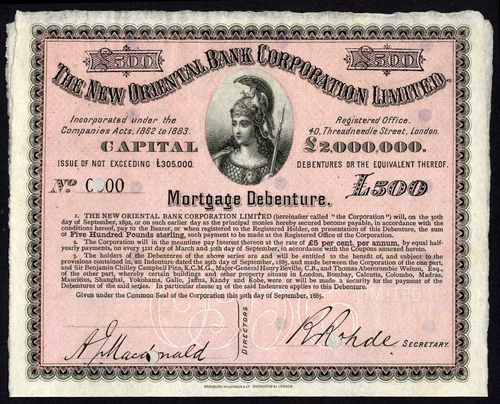 £500 £500
THE NEW ORIENTAL BANK CORPORATION LIMITED.
Incorporated under the Companies Acts, 1862 to 1883.
Registered Office. 40, Threadneedle Street, London.
CAPITAL £2,000,000.
ISSUE OF NOT EXCEEDING £305,000. DEBENTURES OR THE EQUIVALENT THEREOF.
No C 00 £500
Mortgage Debenture.
1. THE NEW ORIENTAL BANK CORPORATION LIMITED (hereinafter called "the Corporation") will, on the 30th
day of September, 1892, or on such earlier day as the principal monies hereby secured become payable, in accordance with the
conditions hereof, pay to the Bearer, or when registered to the Registered Holder, on presentation of this Debenture, the sum
of Five Hundred Pounds sterling, such payment to be made at the Registered Office of the Corporation.
2. The Corporation will in the meantime pay Interest thereon at the rate of £5 per cent. per annum, by equal half-
yearly payments, on every 31st day of March and 30th day of September, in accordance with the Coupons annexed hereto.
3. The holders of the Debentures of the above series are and will be entitled to the benefit of, and subject to the
provisions contained in, an Indenture dated the 29th day of September, 1885, and made between the Corporation of the one part,
and Sir Benjamin Chilley Campbell Pine, K.C.M.G., Major-General Henry Beville, C.B., and Thomas Abercrombie Welton, Esq.,
of the other part, whereby certain buildings and other property situate in London, Bombay, Calcutta, Colombo, Madras,
Mauritius, Shanghai, Yokohama, Galle, Jaffna, Kandy and Kobe, were or will be made a security for the payment of the
Debentures of the said series. In particular clause 19 of the said Indenture applies to this Debenture.
Given under the Common Seal of the Corporation this 30th day of September, 1885.
LIMITED
A J Macdonald
DIRECTORS
R Rohde
SECRETARY.
BRADBURY, WILKINSON & Co. ENGRAVERS &c. LONDON.